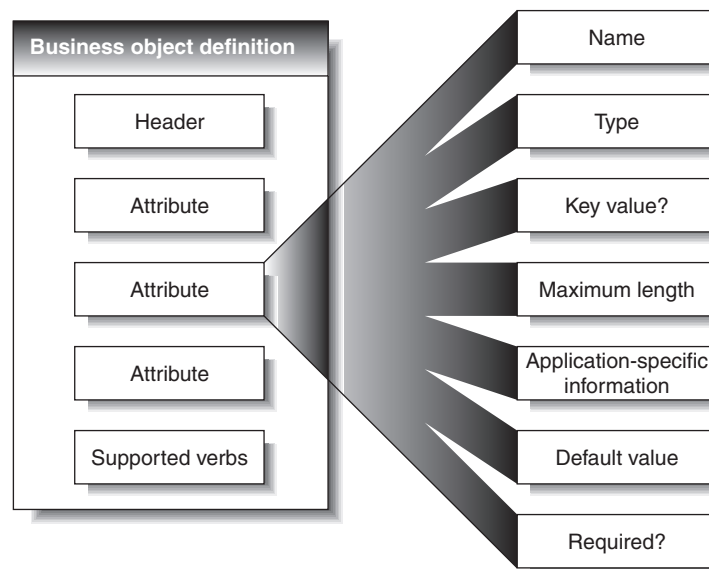 Business object definition
Header
Attribute
Attribute
Attribute
Supported verbs
Name
Type
Key value?
Maximum length
Application-specific
information
Default value
Required?